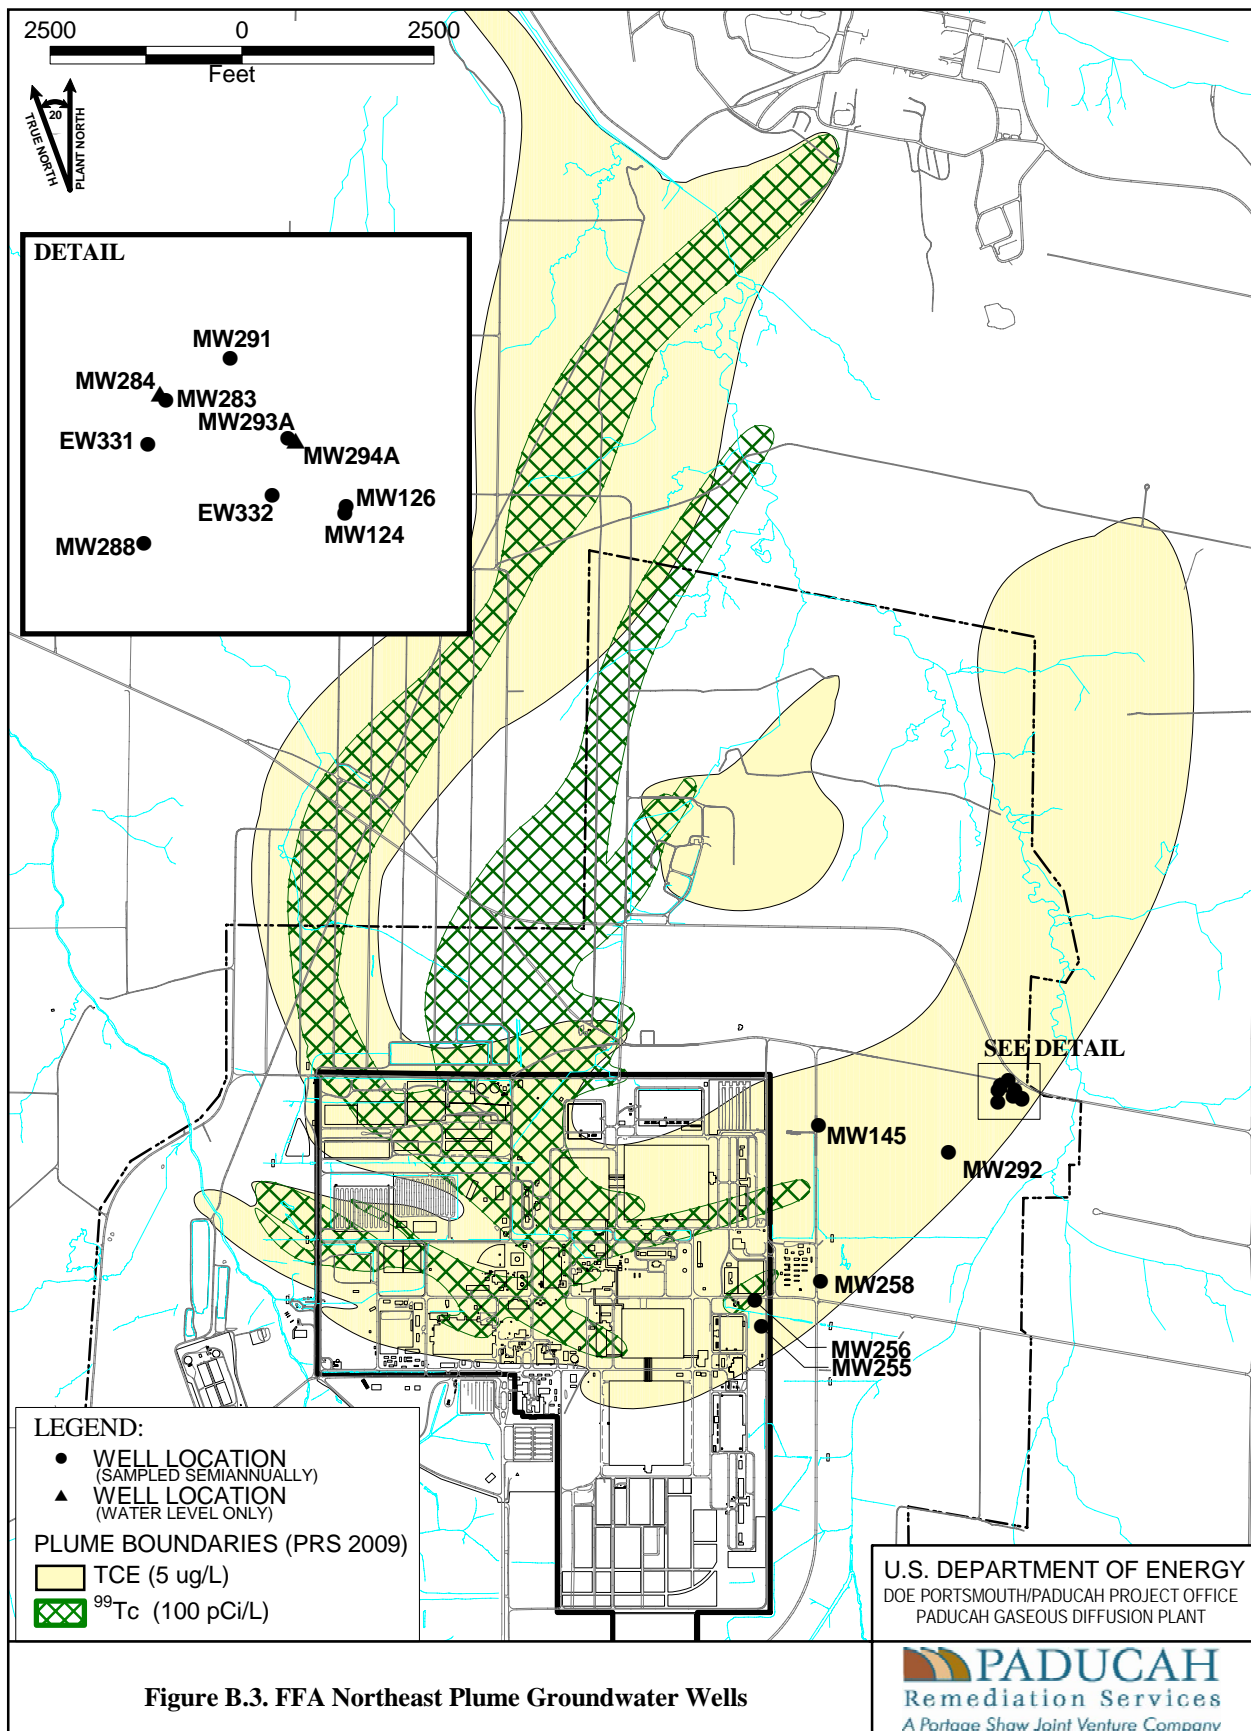 2500 0 2500
Feet
20
TRUE NORTH
PLANT NORTH
DETAIL
MW291
MW284
MW283
MW293A
EW331
MW294A
MW126
EW332
MW124
MW288
SEE DETAIL
MW145
MW292
MW258
MW256
MW255
LEGEND:
WELL LOCATION
(SAMPLED SEMIANNUALLY)
WELL LOCATION
(WATER LEVEL ONLY)
PLUME BOUNDARIES (PRS 2009)
TCE (5 ug/L)
99Tc (100 pCi/L)
U.S. DEPARTMENT OF ENERGY
DOE PORTSMOUTH/PADUCAH PROJECT OFFICE
PADUCAH GASEOUS DIFFUSION PLANT
Figure B.3. FFA Northeast Plume Groundwater Wells
PADUCAH
Remediation Services
A Portage Shaw Joint Venture Company